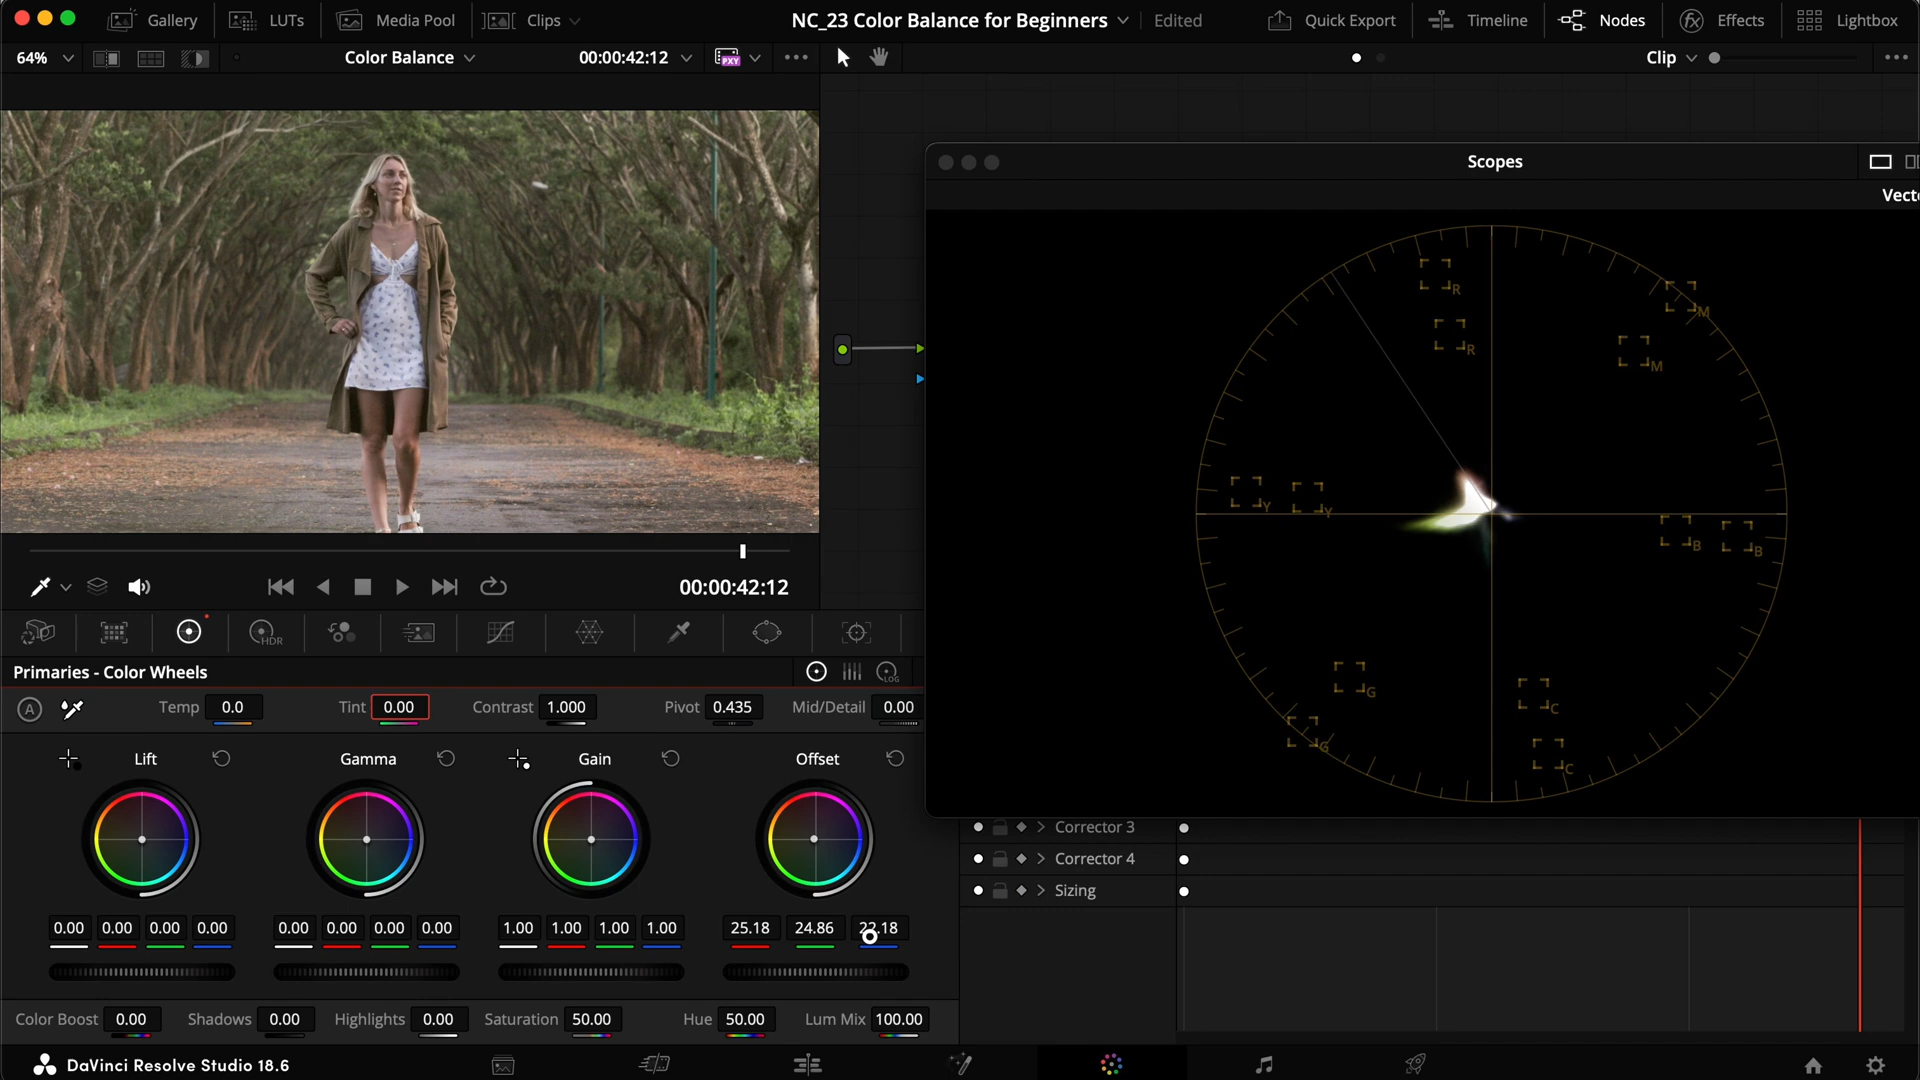 Gallery LUTs Media Pool Clips NC_23 Color Balance for Beginners Edited Quick Export Timeline Nodes fx Effects Lightbox
64% Color Balance 00:00:42:12 PXY Clip
Scopes
Vect
R
M
R
M
Y
Y
B
B
G
C
G
C
00:00:42:12
HDR
Primaries - Color Wheels LOG
A Temp 0.0 Tint 0.00 Contrast 1.000 Pivot 0.435 Mid/Detail 0.00
Lift Gamma Gain Offset
0.00 0.00 0.00 0.00 0.00 0.00 0.00 0.00 1.00 1.00 1.00 1.00 25.18 24.86
Corrector 3
Corrector 4
Sizing
Color Boost 0.00 Shadows 0.00 Highlights 0.00 Saturation 50.00 Hue 50.00 Lum Mix 100.00
DaVinci Resolve Studio 18.6